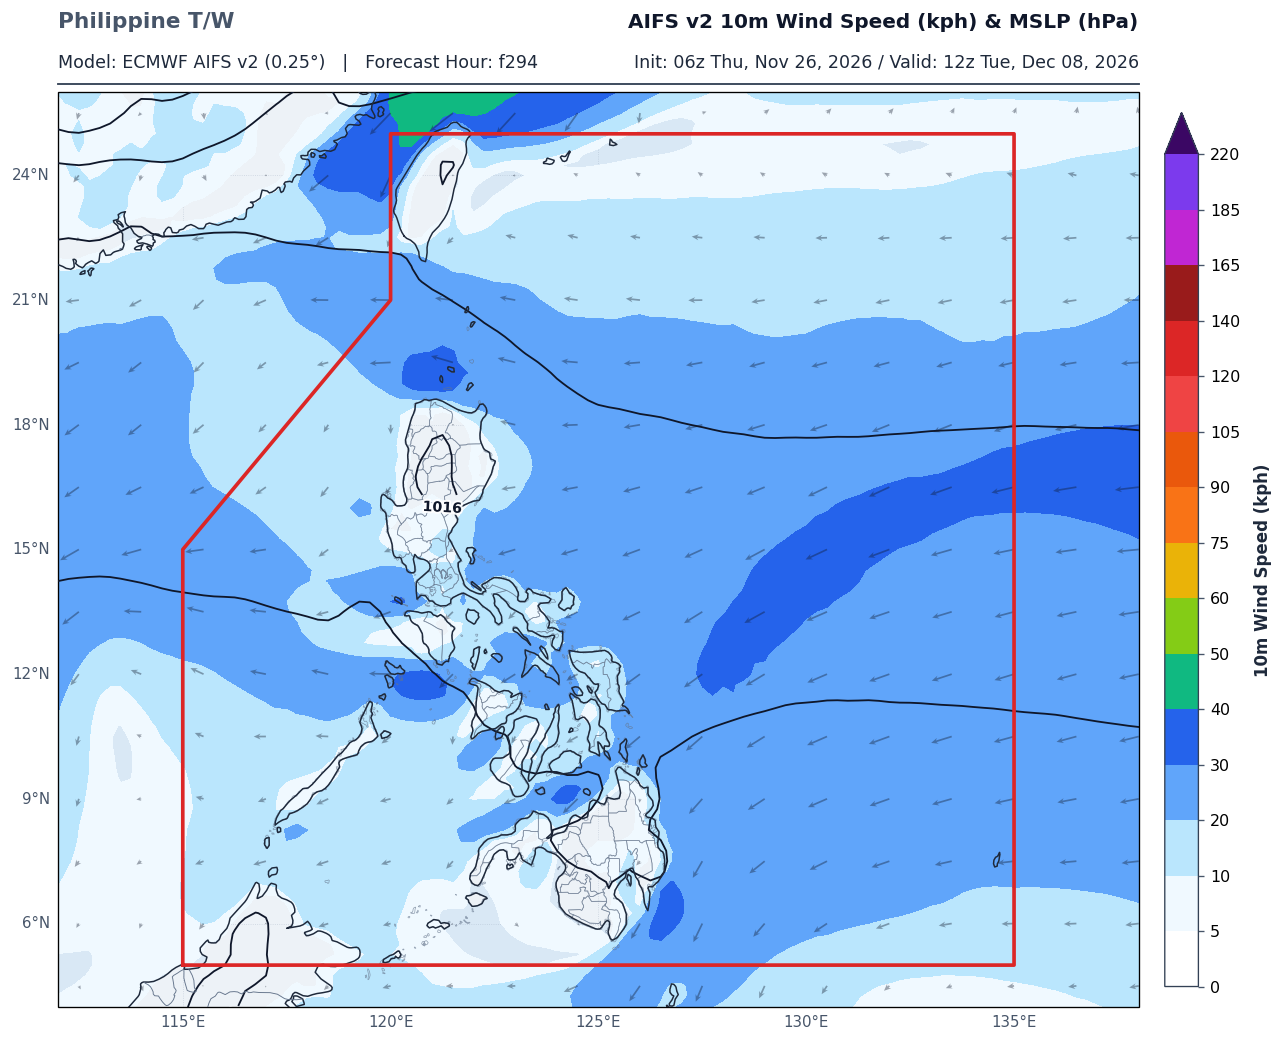 Philippine T/W
AIFS v2 10m Wind Speed (kph) & MSLP (hPa)
Model: ECMWF AIFS v2 (0.25°) | Forecast Hour: f294
Init: 06z Thu, Nov 26, 2026 / Valid: 12z Tue, Dec 08, 2026
24°N
21°N
18°N
15°N
12°N
9°N
6°N
1016
115°E
120°E
125°E
130°E
135°E
220
185
165
140
120
105
90
75
60
50
40
30
20
10
5
0
10m Wind Speed (kph)